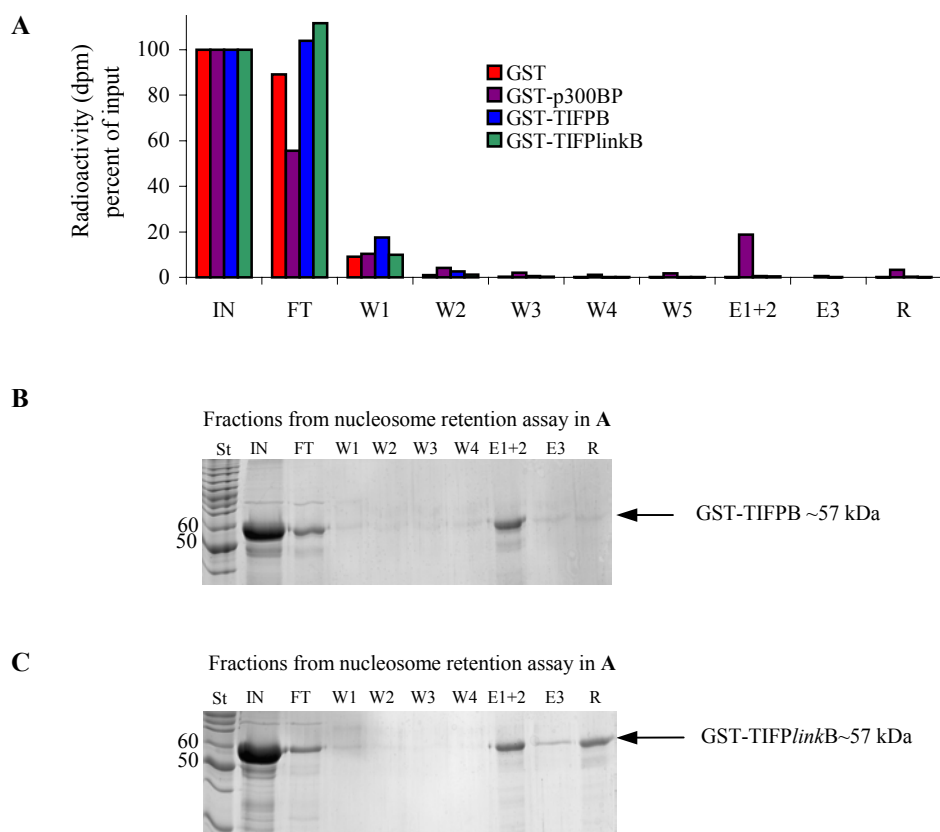 A
Radioactivity (dpm)
percent of input
100
80
60
40
20
0
GST
GST-p300BP
GST-TIFPB
GST-TIFPlinkB
IN FT W1 W2 W3 W4 W5 E1+2 E3 R
B
Fractions from nucleosome retention assay in A
St IN FT W1 W2 W3 W4 E1+2 E3 R
60
50
GST-TIFPB ~57 kDa
C
Fractions from nucleosome retention assay in A
St IN FT W1 W2 W3 W4 E1+2 E3 R
60
50
GST-TIFPlinkB~57 kDa